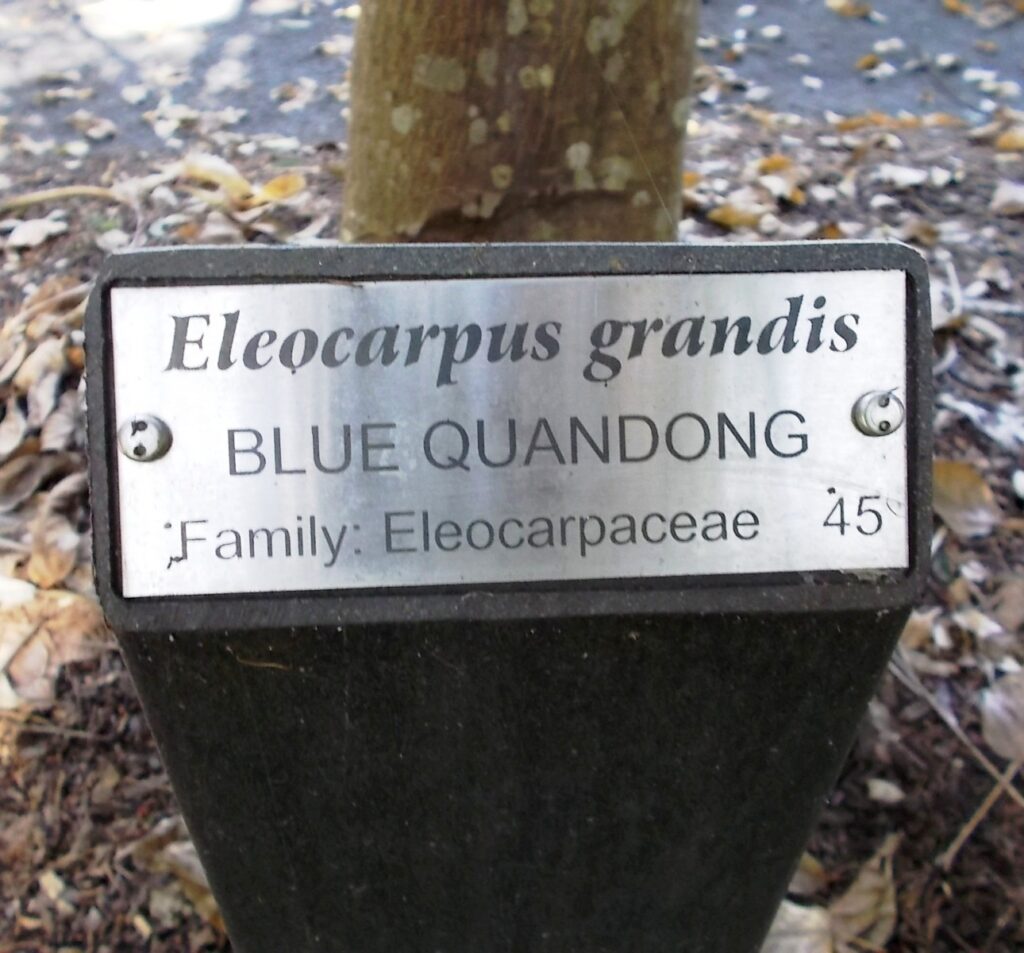 Eleocarpus grandis
BLUE QUANDONG
Family: Eleocarpaceae 45